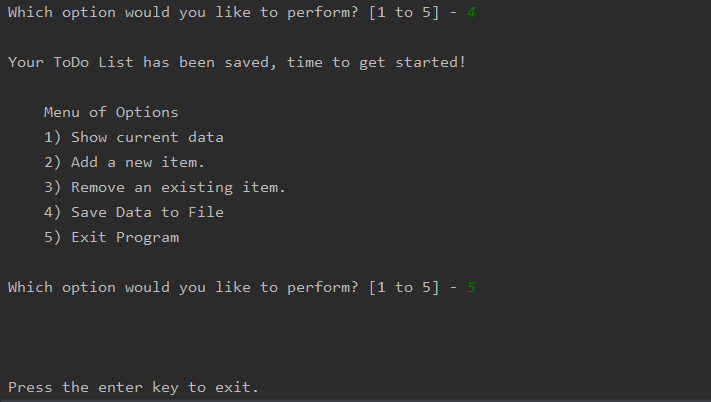 Which option would you like to perform? [1 to 5] - 4
Your ToDo List has been saved, time to get started!
Menu of Options
1) Show current data
2) Add a new item.
3) Remove an existing item.
4) Save Data to File
5) Exit Program
Which option would you like to perform? [1 to 5] - 5
Press the enter key to exit.